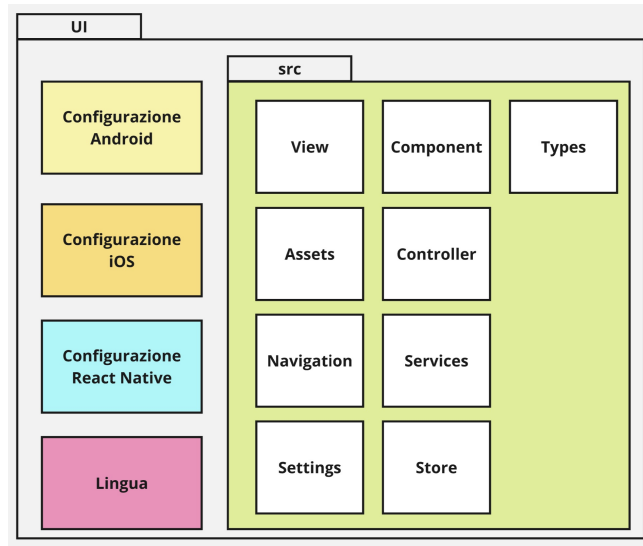 UI
src
Configurazione
Android
Configurazione
iOS
Configurazione
React Native
Lingua
View
Component
Types
Assets
Controller
Navigation
Services
Settings
Store